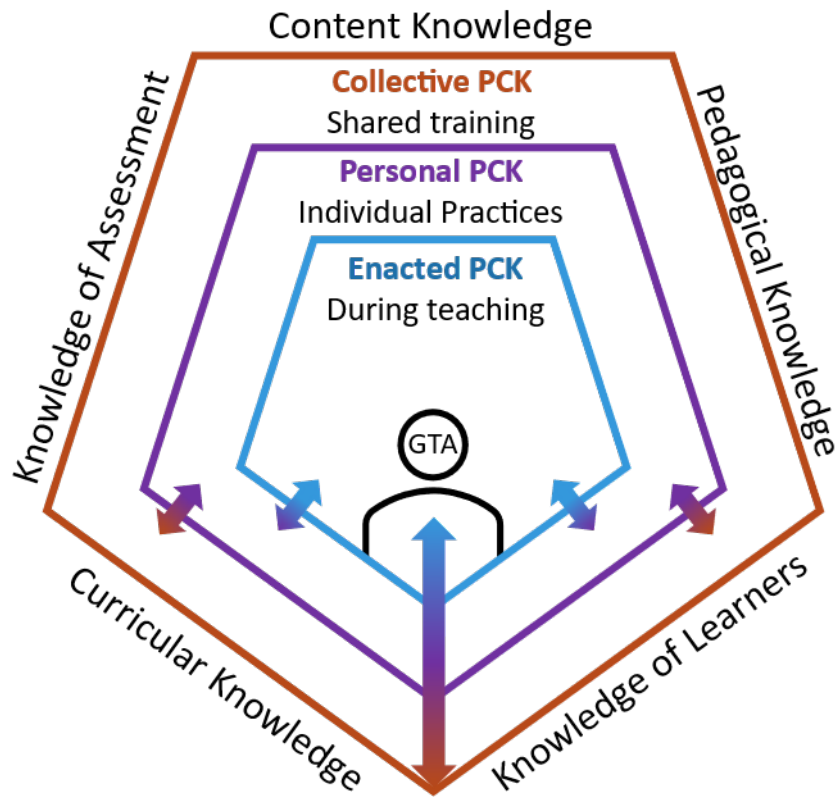 Content Knowledge
Collective PCK
Shared training
Personal PCK
Individual Practices
Enacted PCK
During teaching
GTA
Knowledge of Assessment
Pedagogical Knowledge
Curricular Knowledge
Knowledge of Learners